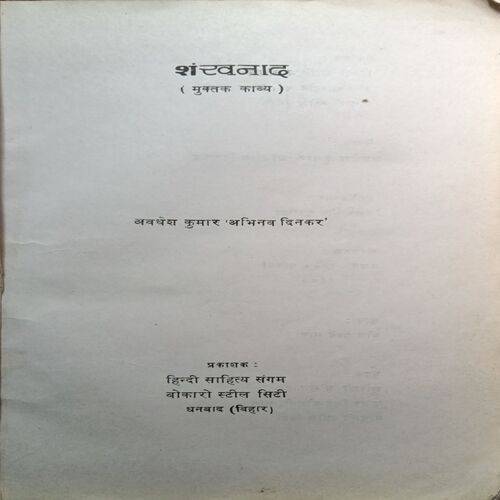 शंखनाद
( मुक्तक काव्य )
अवधेश कुमार 'अभिनव दिनकर'
प्रकाशक :
हिन्दी साहित्य संगम
बोकारो स्टील सिटी
धनबाद (बिहार)